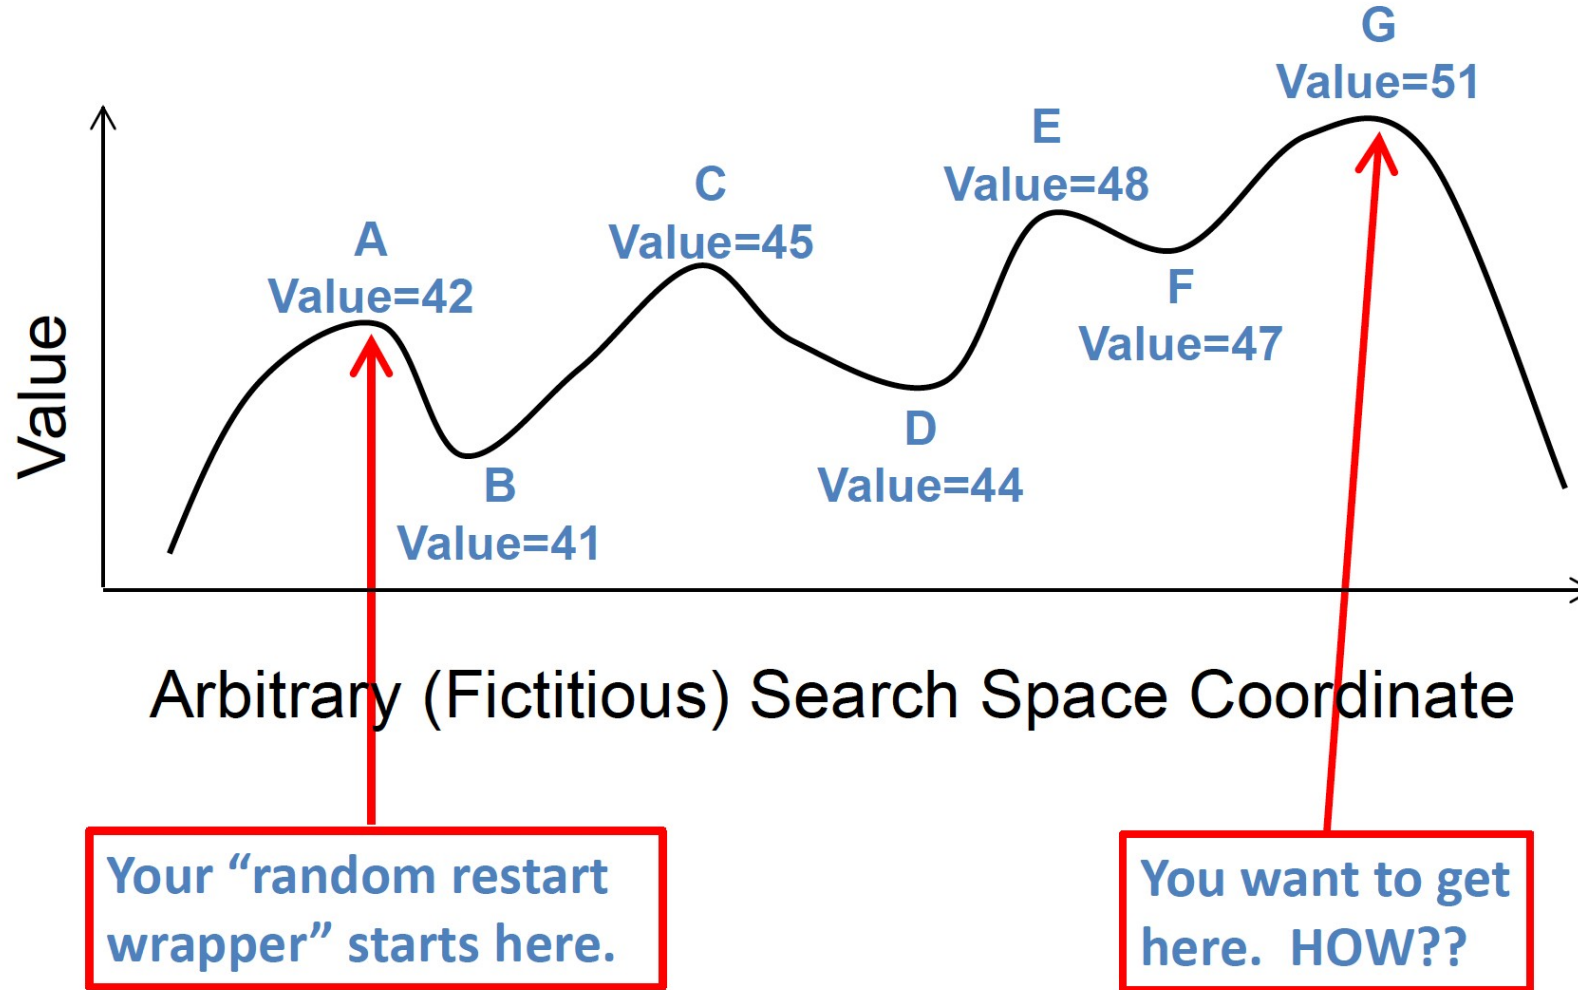 G
Value=51
E
Value=48
C
Value=45
A
Value=42
F
Value=47
D
Value=44
B
Value=41
Value
Arbitrary (Fictitious) Search Space Coordinate
Your “random restart
wrapper” starts here.
You want to get
here.  HOW??